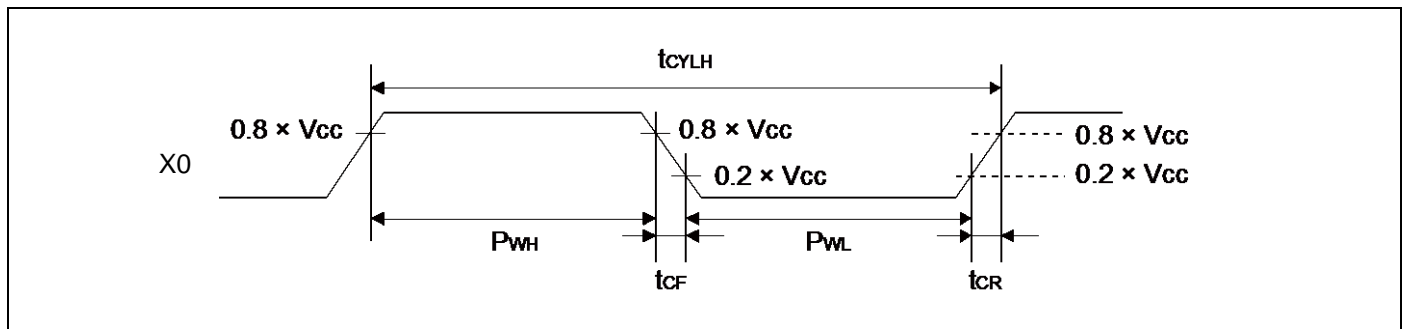 tCYLH
0.8 × Vcc
0.8 × Vcc
0.8 × Vcc
X0
0.2 × Vcc
0.2 × Vcc
PWH
PWL
tCF
tCR